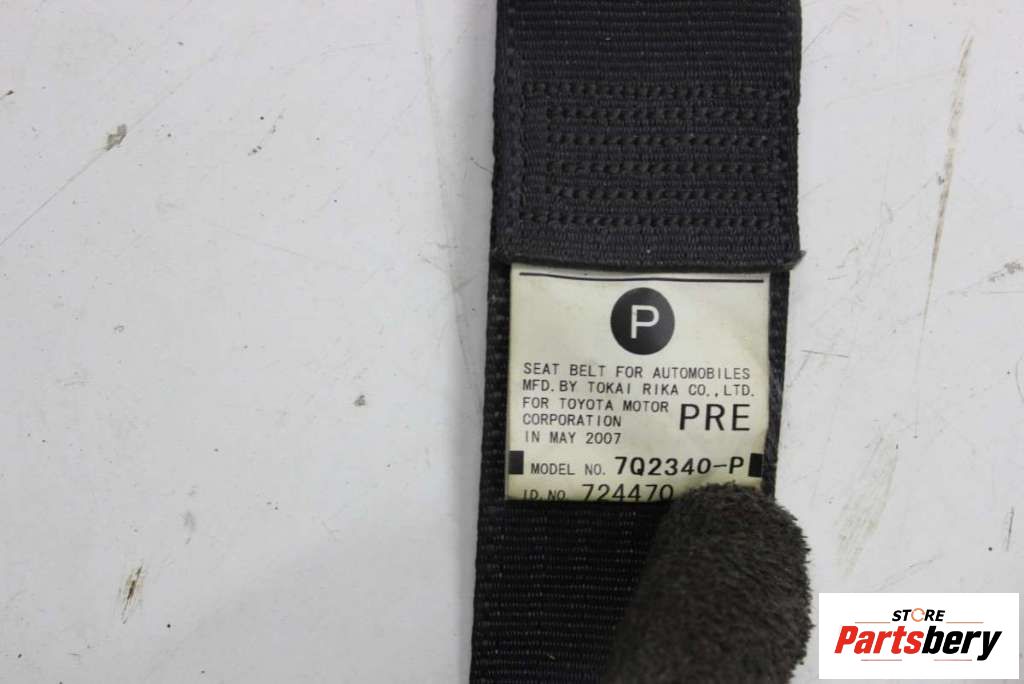 P
SEAT BELT FOR AUTOMOBILES
MFD. BY TOKAI RIKA CO., LTD.
FOR TOYOTA MOTOR
CORPORATION
PRE
IN MAY 2007
MODEL NO. 7Q2340-P
ID. NO. 724470
STORE
Partsbery